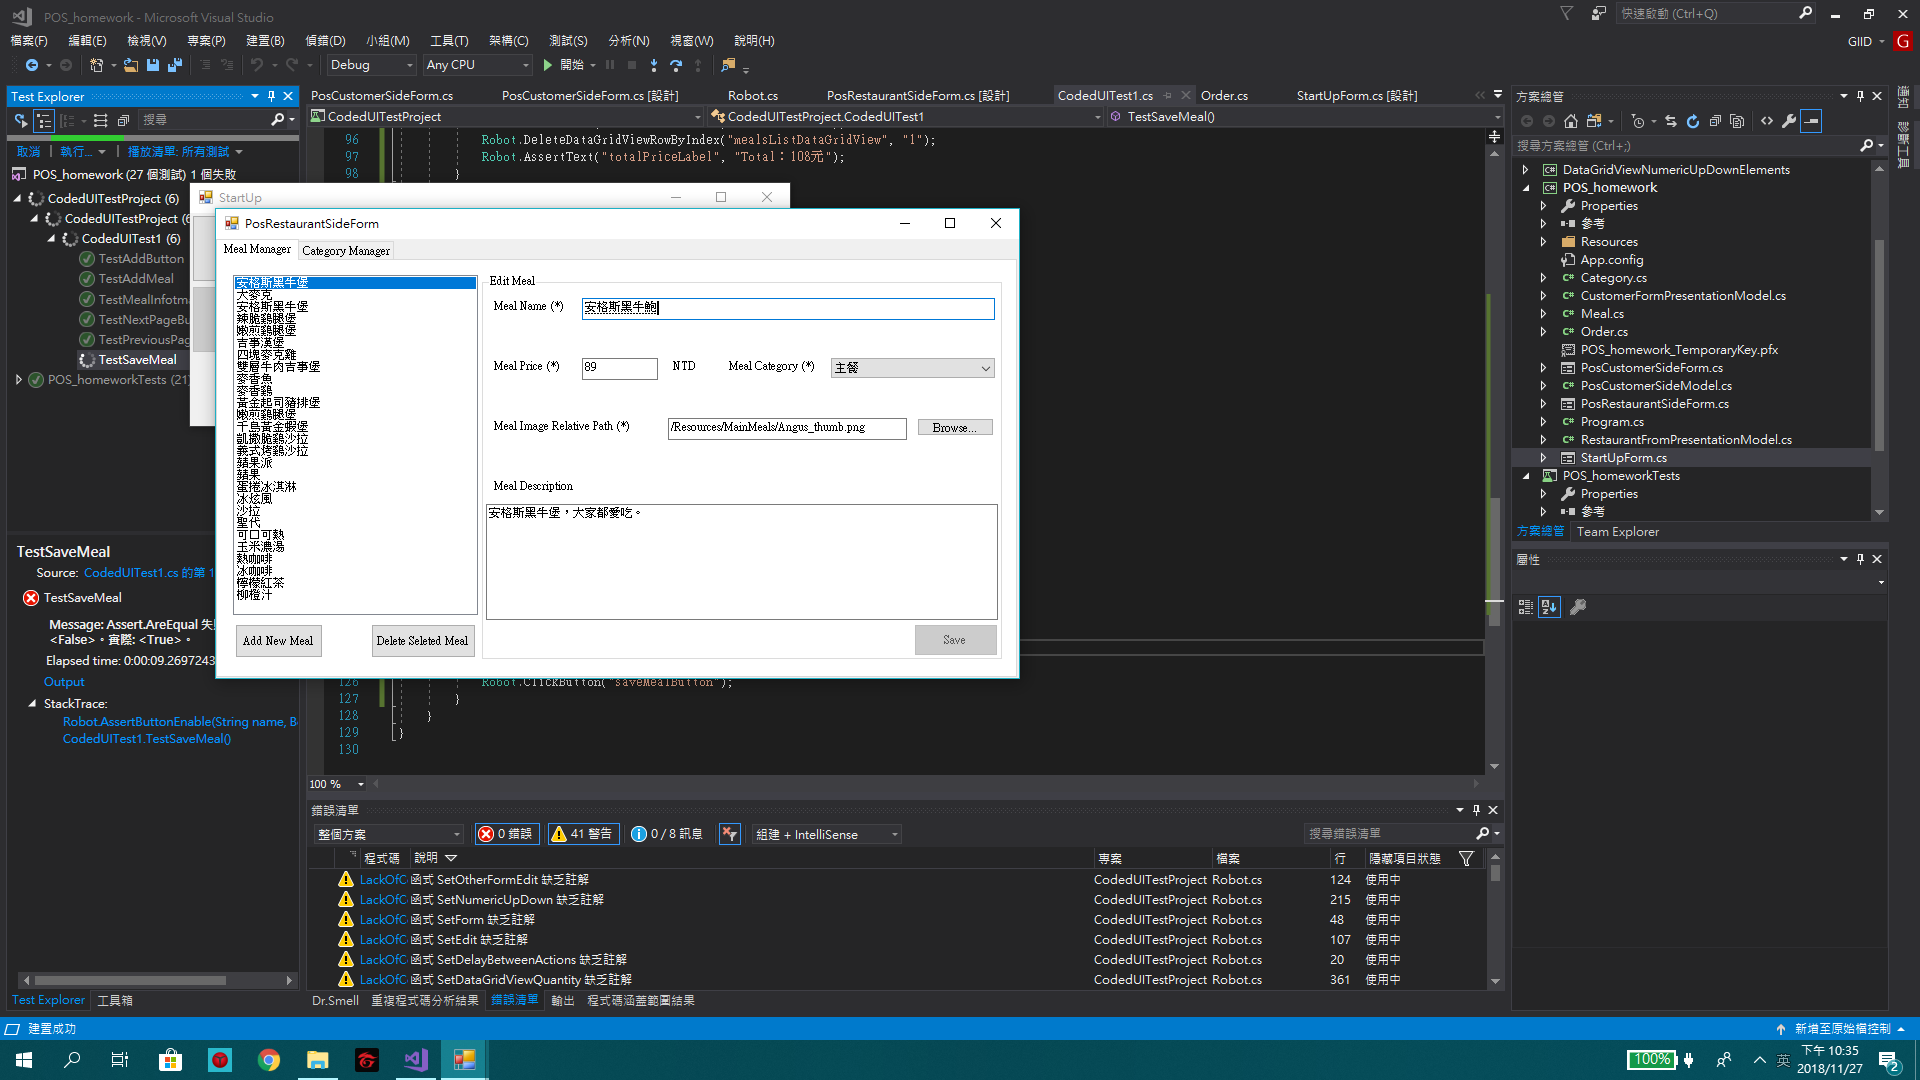 POS_homework - Microsoft Visual Studio
快速啟動 (Ctrl+Q)
檔案(F) 編輯(E) 檢視(V) 專案(P) 建置(B) 偵錯(D) 小組(M) 工具(T) 架構(C) 測試(S) 分析(N) 視窗(W) 說明(H)
GIID G
Debug Any CPU 開始
Test Explorer
搜尋
取消 執行... 播放清單: 所有測試
POS_homework (27 個測試) 1 個失敗
CodedUITestProject (6)
CodedUITestProject (6
CodedUITest1 (6)
TestAddButton
TestAddMeal
TestMealInfotm
TestNextPageBu
TestPreviousPag
TestSaveMeal
POS_homeworkTests (21)
TestSaveMeal
Source: CodedUITest1.cs 的第 1
TestSaveMeal
Message: Assert.AreEqual 失
<False>。實際: <True>。
Elapsed time: 0:00:09.2697243
Output
StackTrace:
Robot.AssertButtonEnable(String name, B
CodedUITest1.TestSaveMeal()
Test Explorer 工具箱
PosCustomerSideForm.cs PosCustomerSideForm.cs [設計] Robot.cs PosRestaurantSideForm.cs [設計] CodedUITest1.cs Order.cs StartUpForm.cs [設計]
CodedUITestProject CodedUITestProject.CodedUITest1 TestSaveMeal()
96 Robot.DeleteDataGridViewRowByIndex("mealsListDataGridView", "1");
97 Robot.AssertText("totalPriceLabel", "Total：108元");
98 }
StartUp
PosRestaurantSideForm
Meal Manager Category Manager
安格斯黑牛堡
大麥克
安格斯黑牛堡
辣脆雞腿堡
嫩煎雞腿堡
吉事漢堡
四塊麥克雞
雙層牛肉吉事堡
麥香魚
麥香雞
黃金起司豬排堡
嫩煎雞腿堡
千島黃金蝦堡
凱撒脆雞沙拉
義式烤雞沙拉
蘋果派
蘋果
蛋捲冰淇淋
冰炫風
沙拉
聖代
可口可熱
玉米濃湯
熱咖啡
冰咖啡
檸檬紅茶
柳橙汁
Add New Meal Delete Seleted Meal
Edit Meal
Meal Name (*) 安格斯黑牛鮑
Meal Price (*) 89 NTD Meal Category (*) 主餐
Meal Image Relative Path (*) /Resources/MainMeals/Angus_thumb.png Browse...
Meal Description
安格斯黑牛堡，大家都愛吃。
Save
126 Robot.ClickButton("saveMealButton");
127 }
128 }
129 }
130
100 %
錯誤清單
整個方案 0 錯誤 41 警告 0 / 8 訊息 組建 + IntelliSense 搜尋錯誤清單
程式碼 說明 專案 檔案 行 隱藏項目狀態
LackOfC 函式 SetOtherFormEdit 缺乏註解 CodedUITestProject Robot.cs 124 使用中
LackOfC 函式 SetNumericUpDown 缺乏註解 CodedUITestProject Robot.cs 215 使用中
LackOfC 函式 SetForm 缺乏註解 CodedUITestProject Robot.cs 48 使用中
LackOfC 函式 SetEdit 缺乏註解 CodedUITestProject Robot.cs 107 使用中
LackOfC 函式 SetDelayBetweenActions 缺乏註解 CodedUITestProject Robot.cs 20 使用中
LackOfC 函式 SetDataGridViewQuantity 缺乏註解 CodedUITestProject Robot.cs 361 使用中
Dr.Smell 重複程式碼分析結果 錯誤清單 輸出 程式碼涵蓋範圍結果
方案總管
搜尋方案總管 (Ctrl+;)
DataGridViewNumericUpDownElements
POS_homework
Properties
參考
Resources
App.config
Category.cs
CustomerFormPresentationModel.cs
Meal.cs
Order.cs
POS_homework_TemporaryKey.pfx
PosCustomerSideForm.cs
PosCustomerSideModel.cs
PosRestaurantSideForm.cs
Program.cs
RestaurantFromPresentationModel.cs
StartUpForm.cs
POS_homeworkTests
Properties
參考
方案總管 Team Explorer
屬性
通知
診斷工具
建置成功
新增至原始檔控制
100% 英 下午 10:35
2018/11/27
2